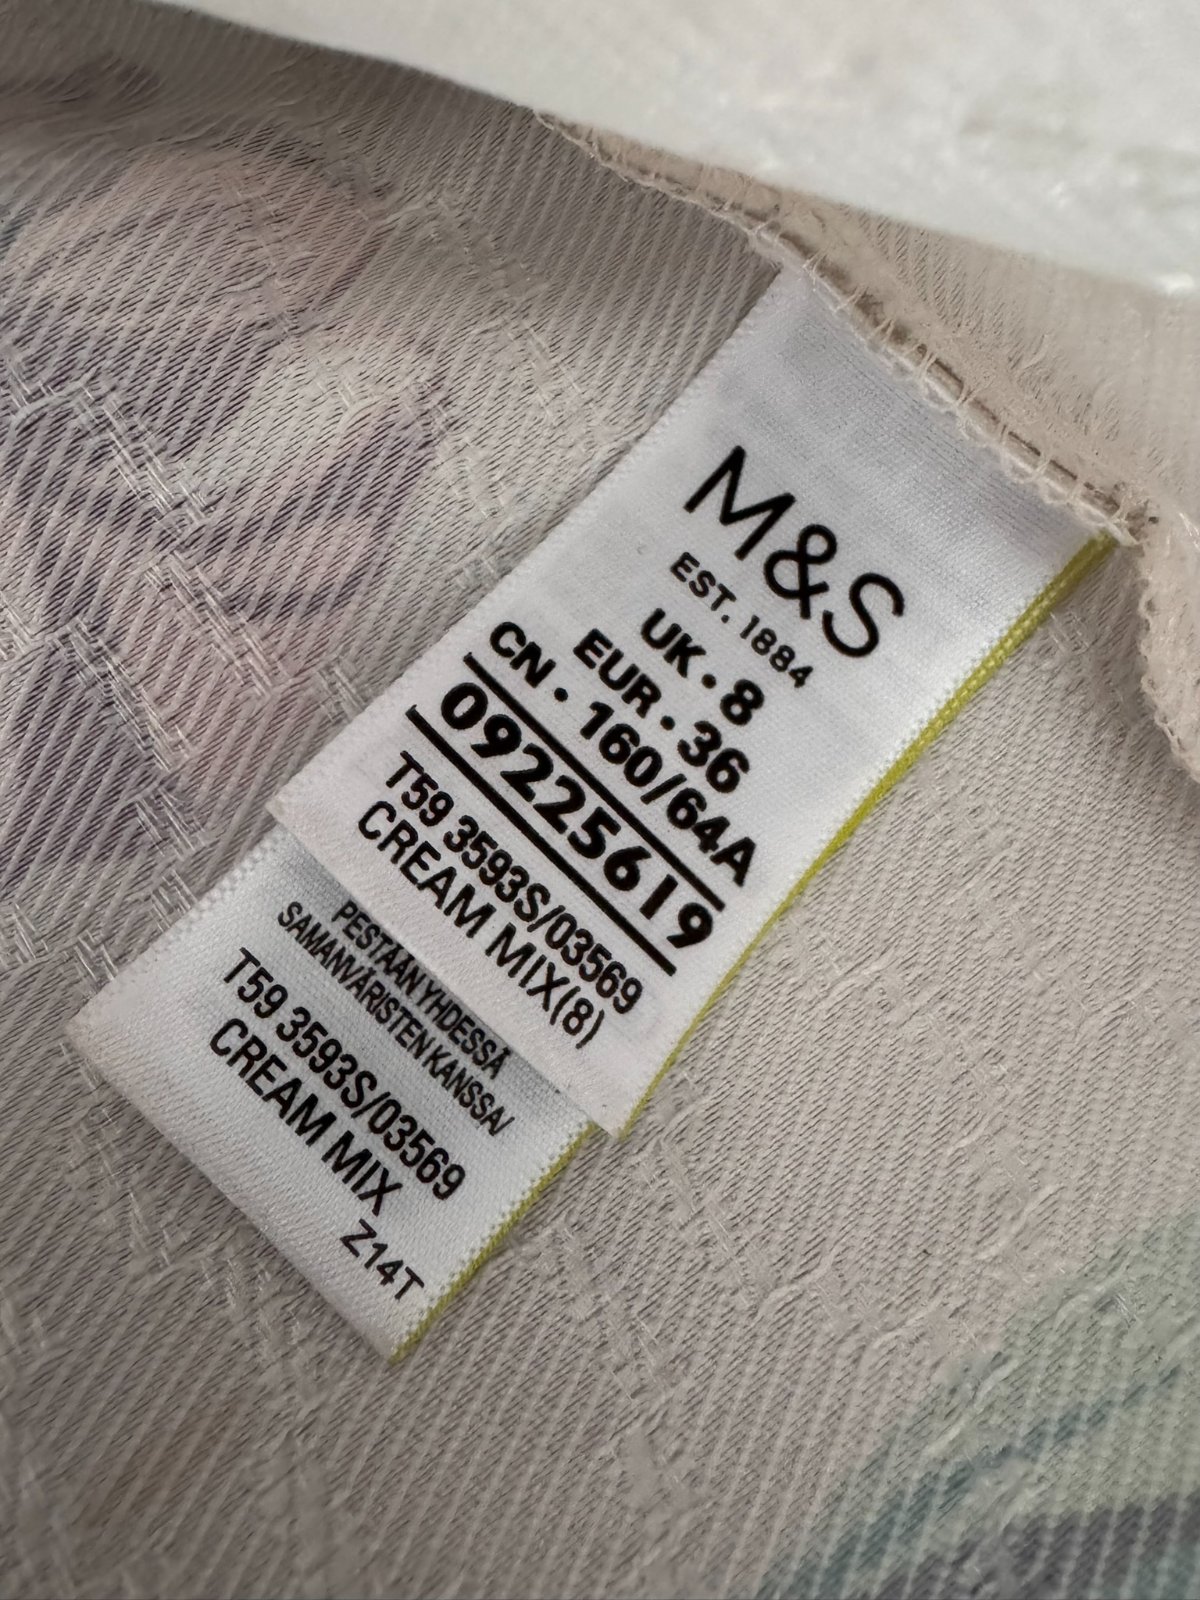 M&S
EST. 1884
UK • 8
EUR • 36
CN • 160/64A
09225619
T59 3593S/03569
CREAM MIX(8)
PESTÄÄN YHDESSÄ
SAMANVÄRISTEN KANSSA/
T59 3593S/03569
CREAM MIX
Z14T